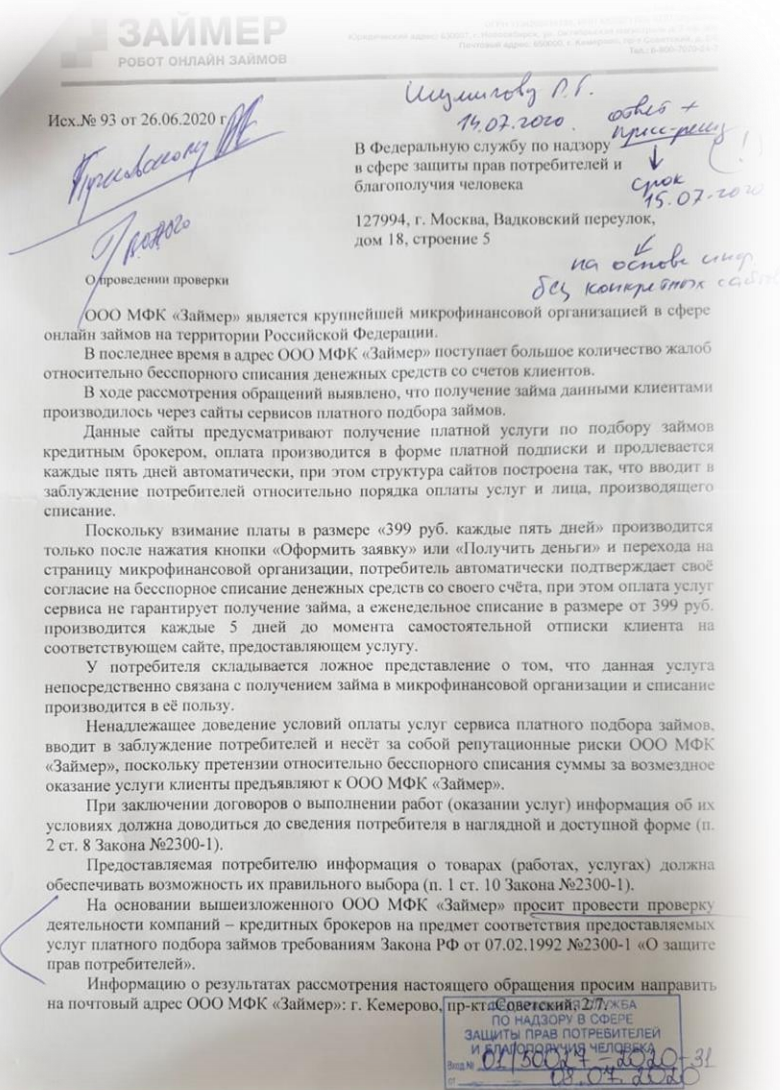 ЗАЙМЕР
РОБОТ ОНЛАЙН ЗАЙМОВ
Исх.№ 93 от 26.06.2020 г
14.07.2020
ответ +
пресс-релиз
(!)
срок
15.07.2020
на основе
без конкретных
В Федеральную службу по надзору
в сфере защиты прав потребителей и
благополучия человека
127994, г. Москва, Вадковский переулок,
дом 18, строение 5
О проведении проверки
ООО МФК «Займер» является крупнейшей микрофинансовой организацией в сфере
онлайн займов на территории Российской Федерации.
В последнее время в адрес ООО МФК «Займер» поступает большое количество жалоб
относительно бесспорного списания денежных средств со счетов клиентов.
В ходе рассмотрения обращений выявлено, что получение займа данными клиентами
производилось через сайты сервисов платного подбора займов.
Данные сайты предусматривают получение платной услуги по подбору займов
кредитным брокером, оплата производится в форме платной подписки и продлевается
каждые пять дней автоматически, при этом структура сайтов построена так, что вводит в
заблуждение потребителей относительно порядка оплаты услуг и лица, производящего
списание.
Поскольку взимание платы в размере «399 руб. каждые пять дней» производится
только после нажатия кнопки «Оформить заявку» или «Получить деньги» и перехода на
страницу микрофинансовой организации, потребитель автоматически подтверждает своё
согласие на бесспорное списание денежных средств со своего счёта, при этом оплата услуг
сервиса не гарантирует получение займа, а еженедельное списание в размере от 399 руб.
производится каждые 5 дней до момента самостоятельной отписки клиента на
соответствующем сайте, предоставляющем услугу.
У потребителя складывается ложное представление о том, что данная услуга
непосредственно связана с получением займа в микрофинансовой организации и списание
производится в её пользу.
Ненадлежащее доведение условий оплаты услуг сервиса платного подбора займов,
вводит в заблуждение потребителей и несёт за собой репутационные риски ООО МФК
«Займер», поскольку претензии относительно бесспорного списания суммы за возмездное
оказание услуги клиенты предъявляют к ООО МФК «Займер».
При заключении договоров о выполнении работ (оказании услуг) информация об их
условиях должна доводиться до сведения потребителя в наглядной и доступной форме (п.
2 ст. 8 Закона №2300-1).
Предоставляемая потребителю информация о товарах (работах, услугах) должна
обеспечивать возможность их правильного выбора (п. 1 ст. 10 Закона №2300-1).
На основании вышеизложенного ООО МФК «Займер» просит провести проверку
деятельности компаний – кредитных брокеров на предмет соответствия предоставляемых
услуг платного подбора займов требованиям Закона РФ от 07.02.1992 №2300-1 «О защите
прав потребителей».
Информацию о результатах рассмотрения настоящего обращения просим направить
на почтовый адрес ООО МФК «Займер»: г. Кемерово, пр-кт. Советский, 2/7.
СЛУЖБА
ПО НАДЗОРУ В СФЕРЕ
ЗАЩИТЫ ПРАВ ПОТРЕБИТЕЛЕЙ
И БЛАГОПОЛУЧИЯ ЧЕЛОВЕКА
Вход.№ 01/50027-2020-31
от 08.07.2020